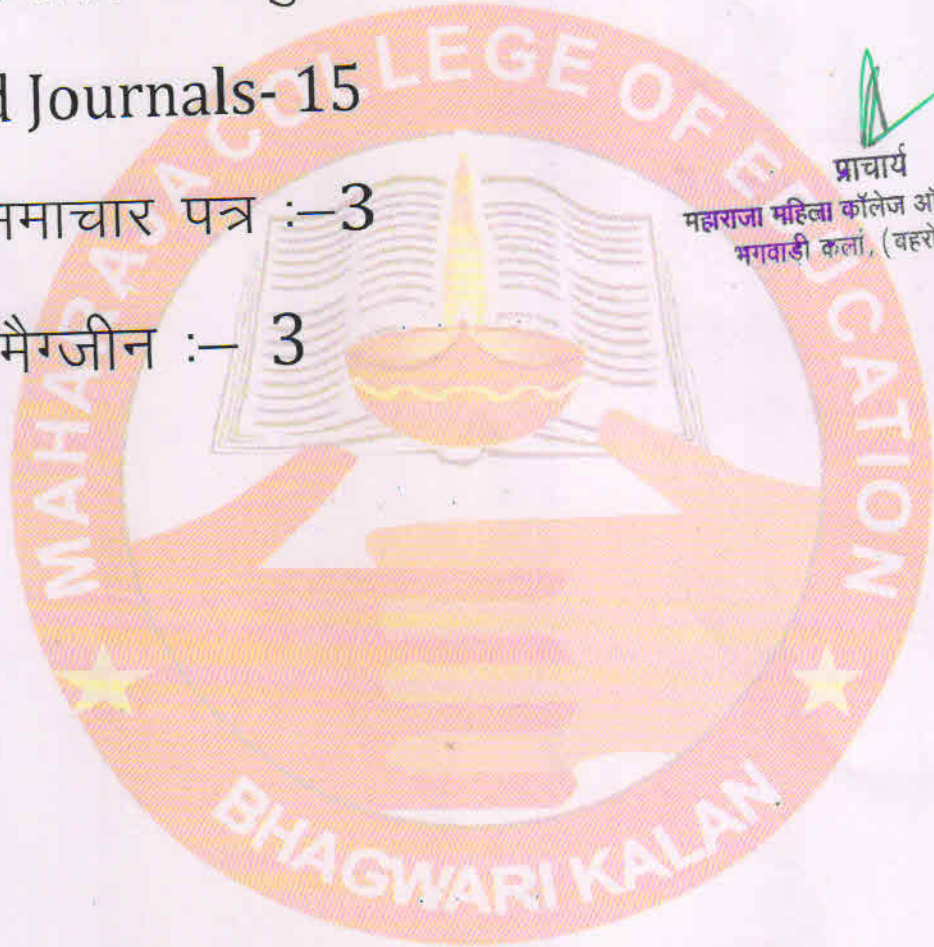 Journals- 15
समाचार पत्र :–3
मैग्जीन :– 3
प्राचार्य
महाराजा महिला कॉलेज
भगवाड़ी कलां,
MAHARAJA COLLEGE OF EDUCATION
BHAGWARI KALAN